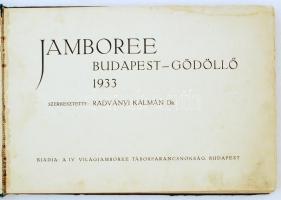 JAMBOREE
BUDAPEST–GÖDÖLLŐ
1933
SZERKESZTETTE: RADVÁNYI KÁLMÁN DR.
KIADJA: A IV. VILÁGJAMBOREE TÁBORPARANCSNOKSÁG, BUDAPEST